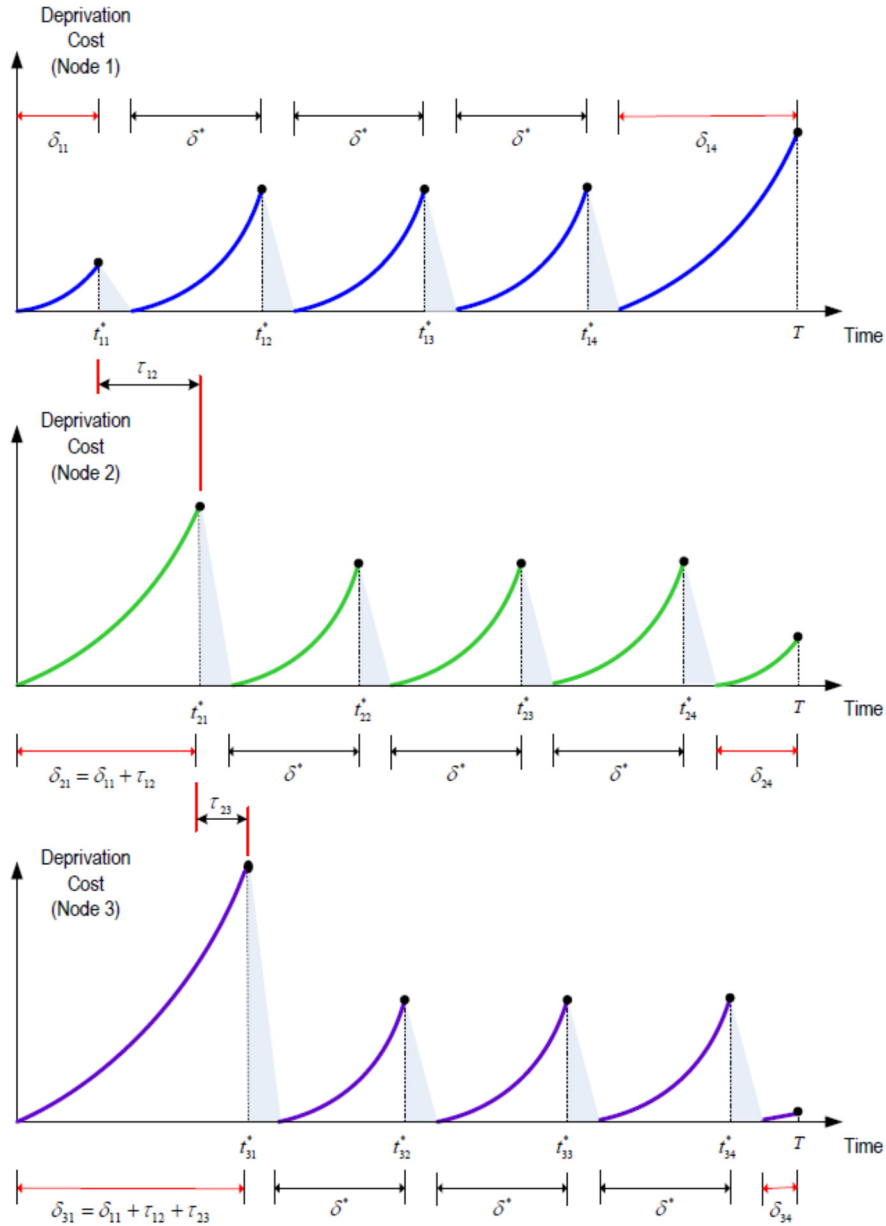 Deprivation
Cost
(Node 1)
δ₁₁ δ* δ* δ* δ₁₄
t*₁₁ t*₁₂ t*₁₃ t*₁₄ T Time
τ₁₂
Deprivation
Cost
(Node 2)
t*₂₁ t*₂₂ t*₂₃ t*₂₄ T Time
δ₂₁ = δ₁₁ + τ₁₂ δ* δ* δ* δ₂₄
τ₂₃
Deprivation
Cost
(Node 3)
t*₃₁ t*₃₂ t*₃₃ t*₃₄ T Time
δ₃₁ = δ₁₁ + τ₁₂ + τ₂₃ δ* δ* δ* δ₃₄